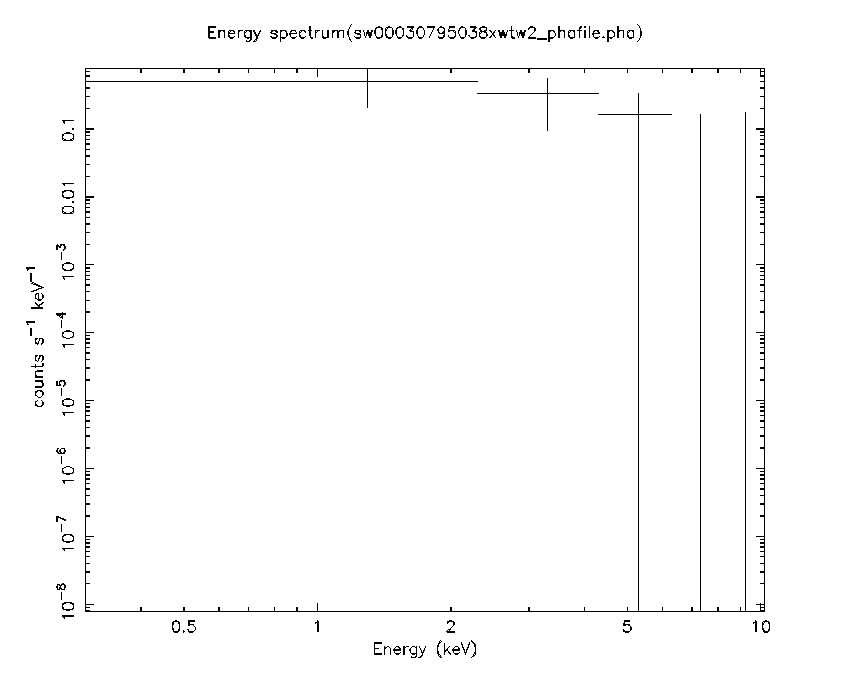 Energy spectrum(sw00030795038xwtw2_phafile.pha)
counts s⁻¹ keV⁻¹
0.1
0.01
10⁻³
10⁻⁴
10⁻⁵
10⁻⁶
10⁻⁷
10⁻⁸
0.5 1 2 5 10
Energy (keV)